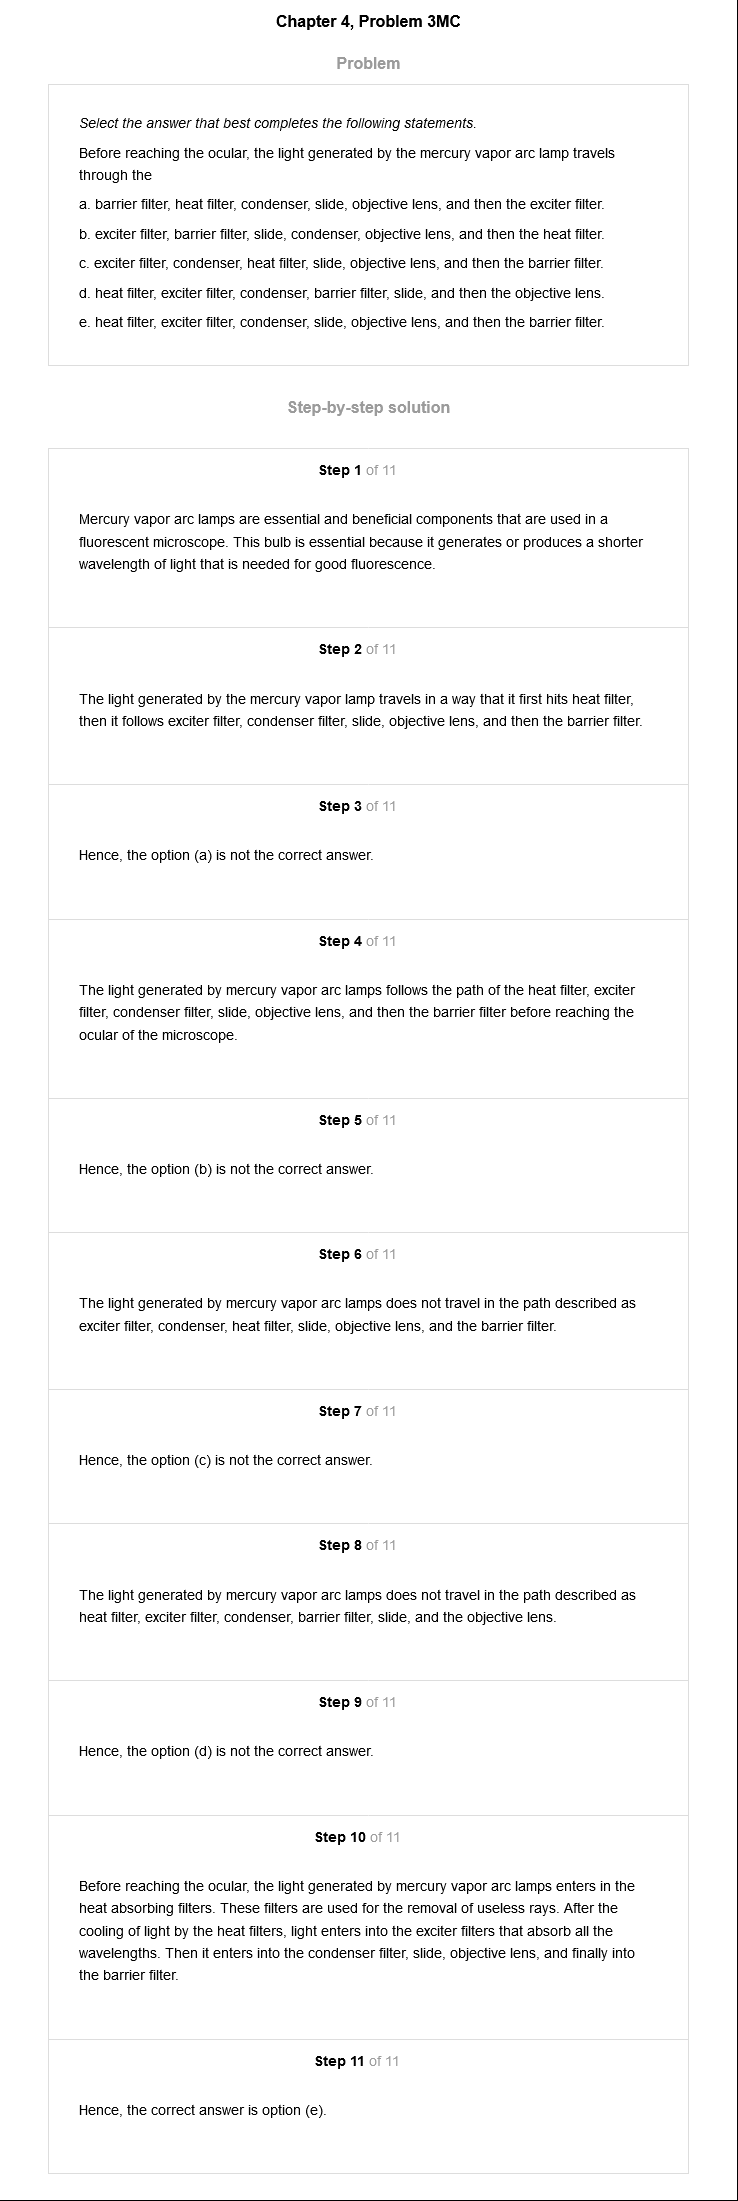 Chapter 4, Problem 3MC
Problem
Select the answer that best completes the following statements.
Before reaching the ocular, the light generated by the mercury vapor arc lamp travels
through the
a. barrier filter, heat filter, condenser, slide, objective lens, and then the exciter filter.
b. exciter filter, barrier filter, slide, condenser, objective lens, and then the heat filter.
c. exciter filter, condenser, heat filter, slide, objective lens, and then the barrier filter.
d. heat filter, exciter filter, condenser, barrier filter, slide, and then the objective lens.
e. heat filter, exciter filter, condenser, slide, objective lens, and then the barrier filter.
Step-by-step solution
Step 1 of 11
Mercury vapor arc lamps are essential and beneficial components that are used in a
fluorescent microscope. This bulb is essential because it generates or produces a shorter
wavelength of light that is needed for good fluorescence.
Step 2 of 11
The light generated by the mercury vapor lamp travels in a way that it first hits heat filter,
then it follows exciter filter, condenser filter, slide, objective lens, and then the barrier filter.
Step 3 of 11
Hence, the option (a) is not the correct answer.
Step 4 of 11
The light generated by mercury vapor arc lamps follows the path of the heat filter, exciter
filter, condenser filter, slide, objective lens, and then the barrier filter before reaching the
ocular of the microscope.
Step 5 of 11
Hence, the option (b) is not the correct answer.
Step 6 of 11
The light generated by mercury vapor arc lamps does not travel in the path described as
exciter filter, condenser, heat filter, slide, objective lens, and the barrier filter.
Step 7 of 11
Hence, the option (c) is not the correct answer.
Step 8 of 11
The light generated by mercury vapor arc lamps does not travel in the path described as
heat filter, exciter filter, condenser, barrier filter, slide, and the objective lens.
Step 9 of 11
Hence, the option (d) is not the correct answer.
Step 10 of 11
Before reaching the ocular, the light generated by mercury vapor arc lamps enters in the
heat absorbing filters. These filters are used for the removal of useless rays. After the
cooling of light by the heat filters, light enters into the exciter filters that absorb all the
wavelengths. Then it enters into the condenser filter, slide, objective lens, and finally into
the barrier filter.
Step 11 of 11
Hence, the correct answer is option (e).